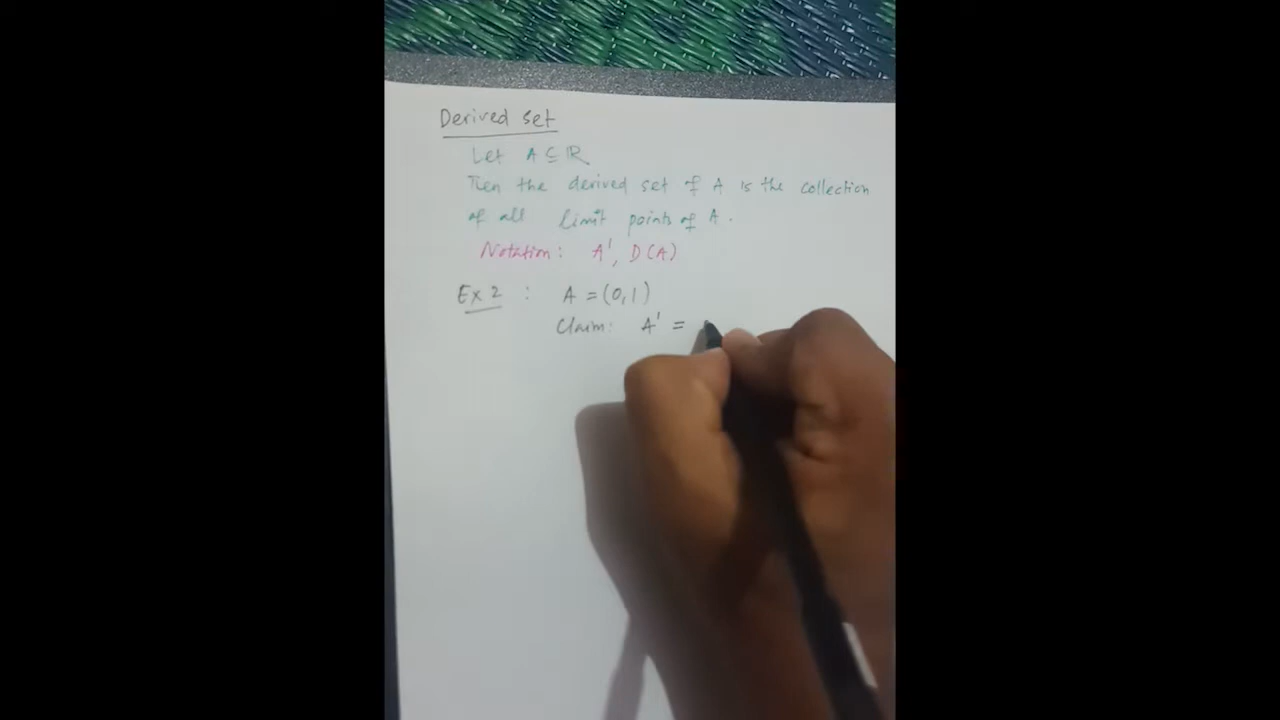 Derived set
Let A ⊆ ℝ
Then the derived set of A is the collection
of all limit points of A.
Notation: A', D(A)
Ex 2 : A = (0,1)
Claim: A' =